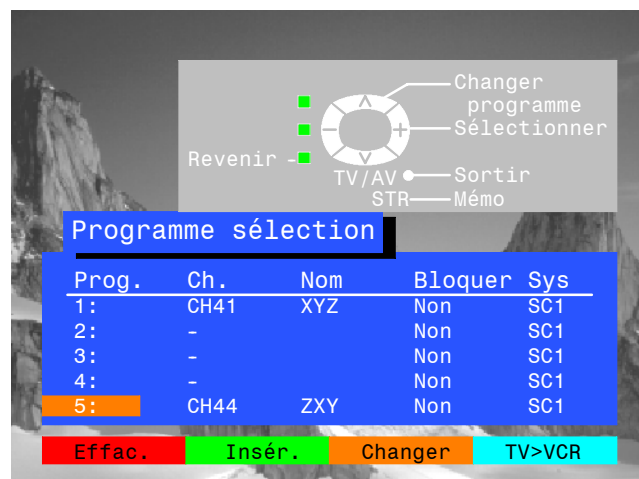 Changer
programme
Sélectionner
Revenir
TV/AV Sortir
STR Mémo
Programme sélection
Prog. Ch. Nom Bloquer Sys
1: CH41 XYZ Non SC1
2: - Non SC1
3: - Non SC1
4: - Non SC1
5: CH44 ZXY Non SC1
Effac. Insér. Changer TV>VCR